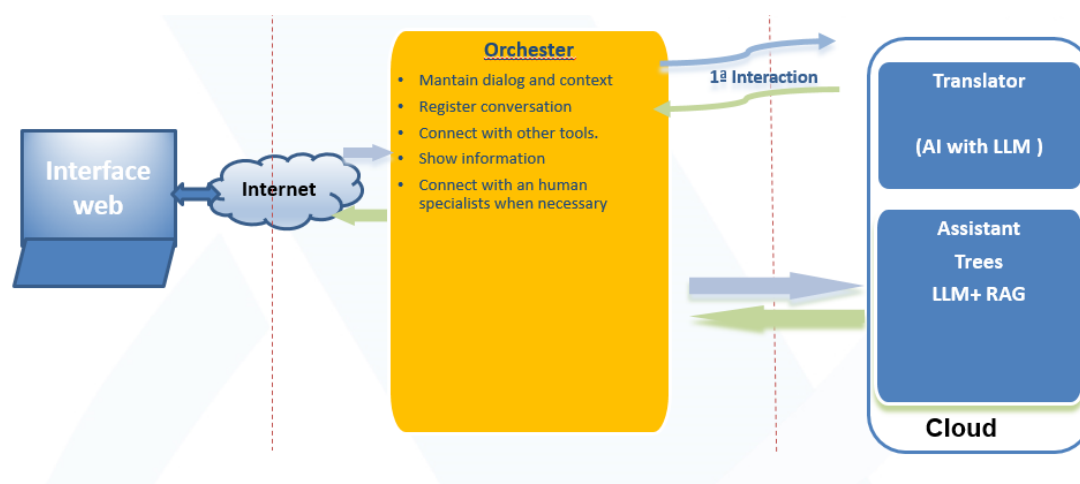 Interface
web
Internet
Orchester
• Mantain dialog and context
• Register conversation
• Connect with other tools.
• Show information
• Connect with an human
specialists when necessary
1ª Interaction
Translator
(AI with LLM )
Assistant
Trees
LLM+ RAG
Cloud